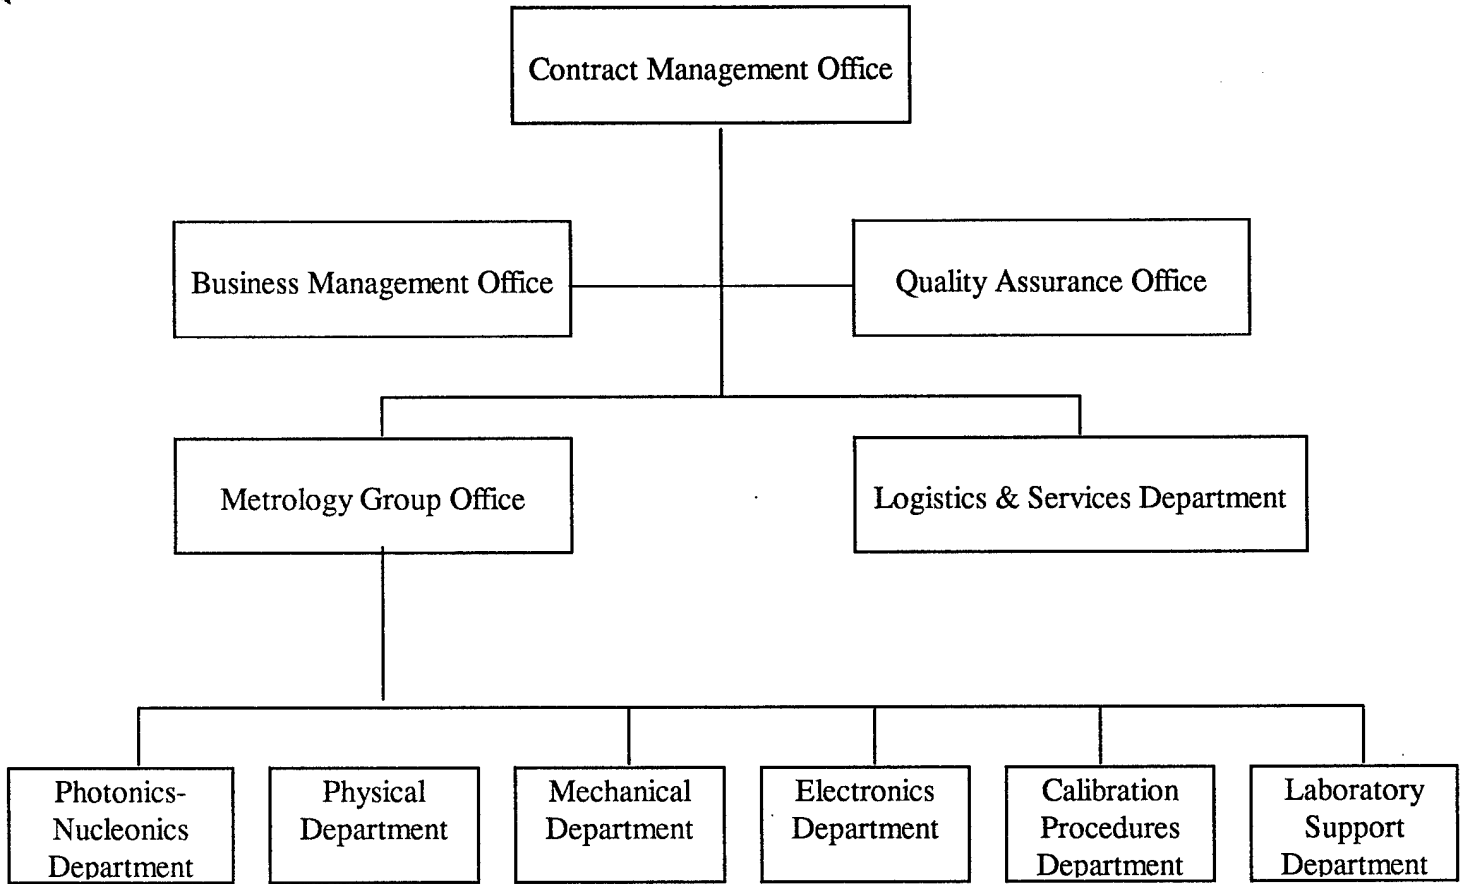 Contract Management Office
Business Management Office
Quality Assurance Office
Metrology Group Office
Logistics & Services Department
Photonics-
Nucleonics
Department
Physical
Department
Mechanical
Department
Electronics
Department
Calibration
Procedures
Department
Laboratory
Support
Department